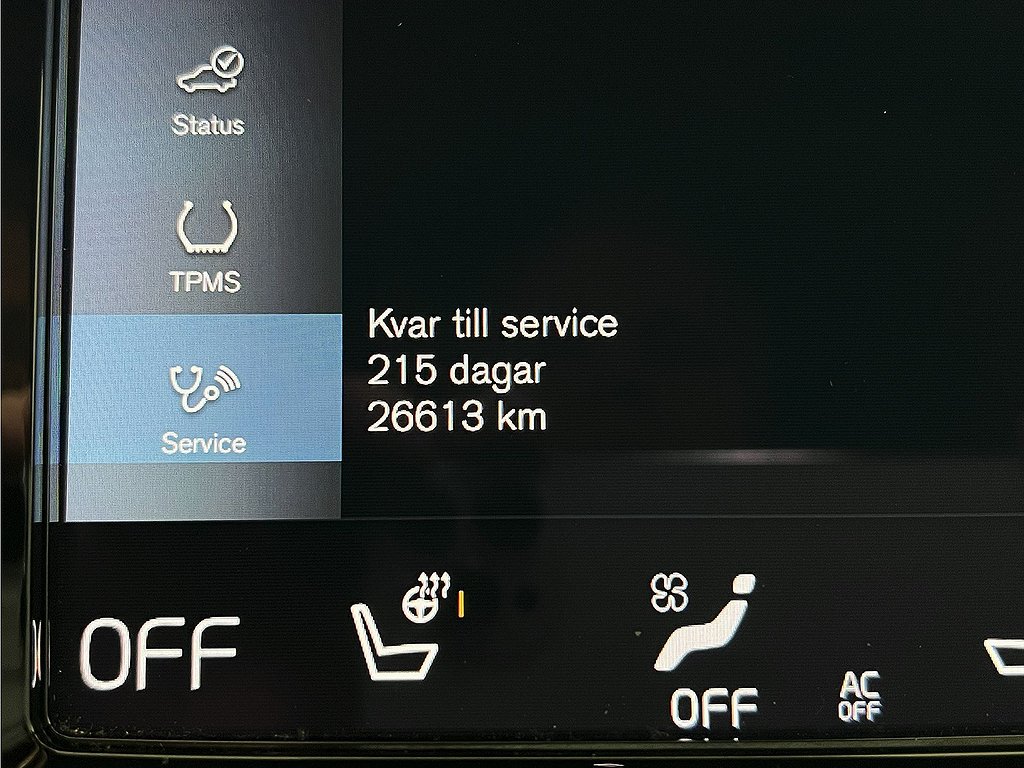 Status
TPMS
Service
Kvar till service
215 dagar
26613 km
OFF
OFF
AC
OFF